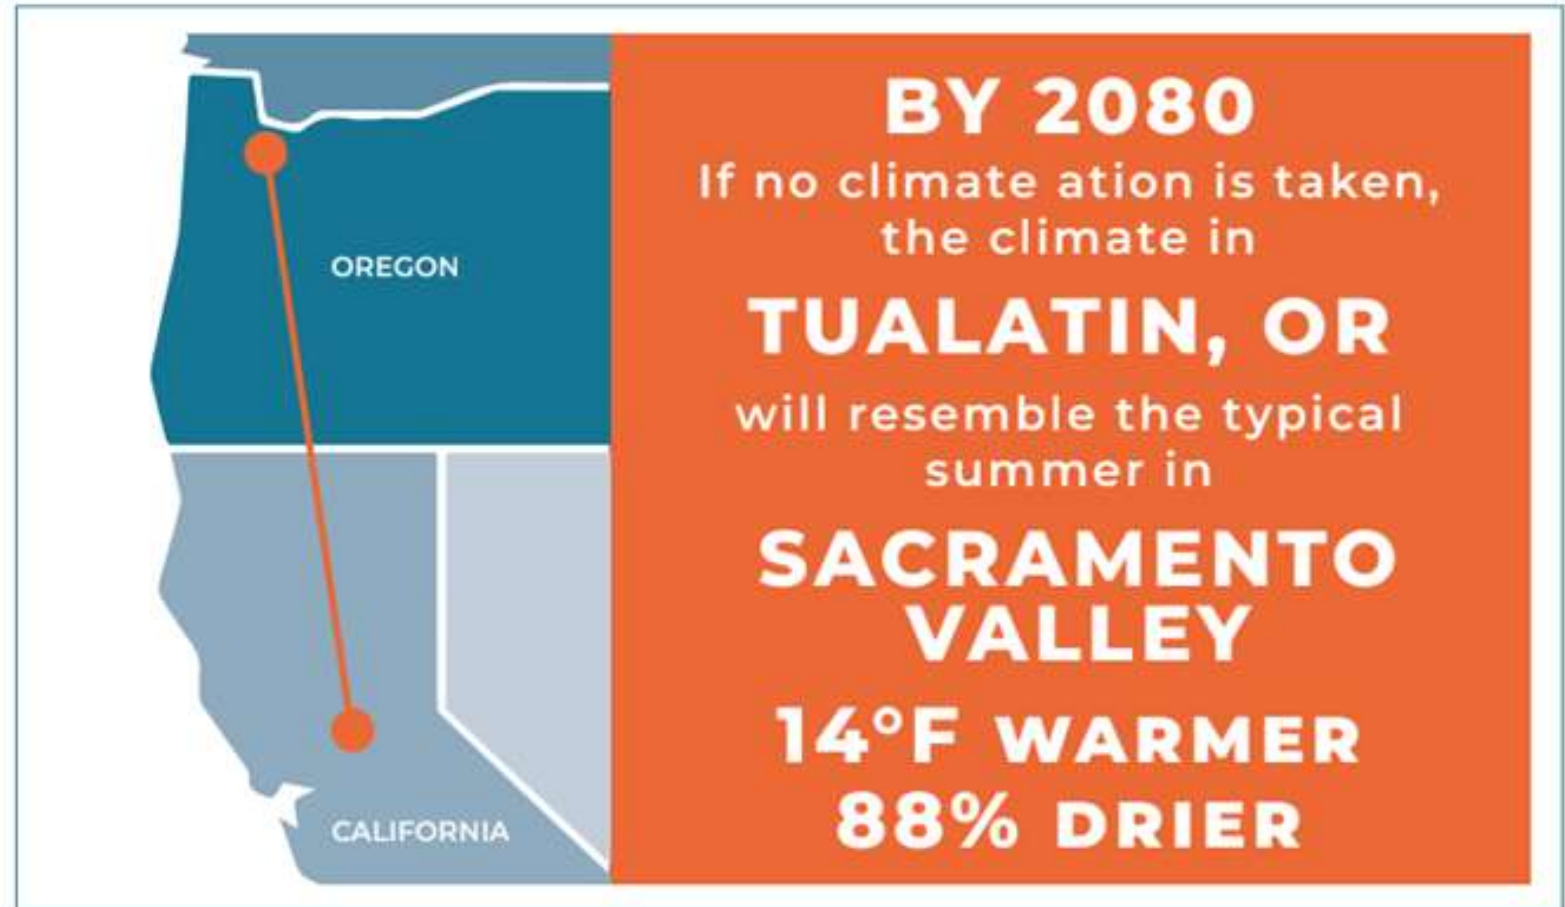 OREGON
CALIFORNIA
BY 2080
If no climate ation is taken,
the climate in
TUALATIN, OR
will resemble the typical
summer in
SACRAMENTO
VALLEY
14°F WARMER
88% DRIER